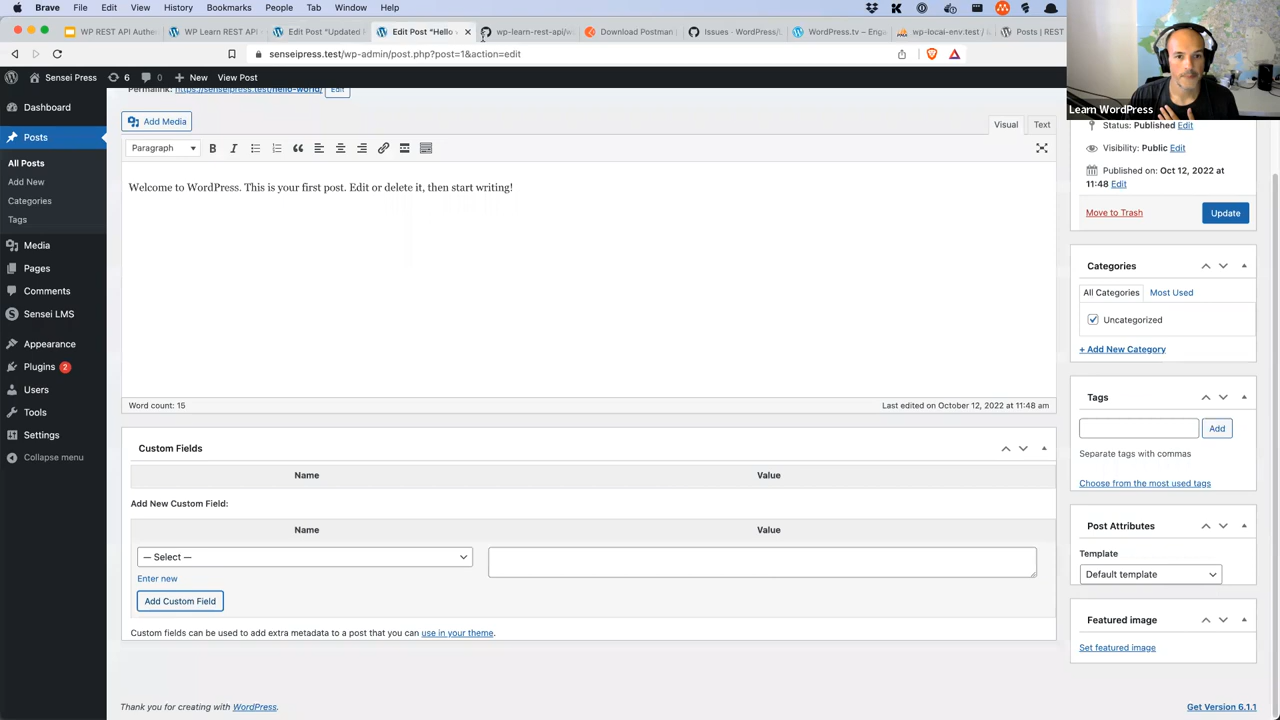 Brave File Edit View History Bookmarks People Tab Window Help
WP REST API Authe
WP Learn REST API
Edit Post "Updated
Edit Post "Hello
wp-learn-rest-api/w
Download Postman
Issues · WordPress/
WordPress.tv – Eng
wp-local-env.test /
Posts | REST
senseipress.test/wp-admin/post.php?post=1&action=edit
Sensei Press 6 0 New View Post
Learn WordPress
Permalink: https://senseipress.test/hello-world/ Edit
Dashboard
Posts
All Posts
Add New
Categories
Tags
Media
Pages
Comments
Sensei LMS
Appearance
Plugins 2
Users
Tools
Settings
Collapse menu
Add Media
Visual Text
Paragraph
Welcome to WordPress. This is your first post. Edit or delete it, then start writing!
Word count: 15
Last edited on October 12, 2022 at 11:48 am
Custom Fields
Name Value
Add New Custom Field:
Name Value
— Select —
Enter new
Add Custom Field
Custom fields can be used to add extra metadata to a post that you can use in your theme.
Status: Published Edit
Visibility: Public Edit
Published on: Oct 12, 2022 at
11:48 Edit
Move to Trash Update
Categories
All Categories Most Used
Uncategorized
+ Add New Category
Tags
Add
Separate tags with commas
Choose from the most used tags
Post Attributes
Template
Default template
Featured image
Set featured image
Thank you for creating with WordPress.
Get Version 6.1.1